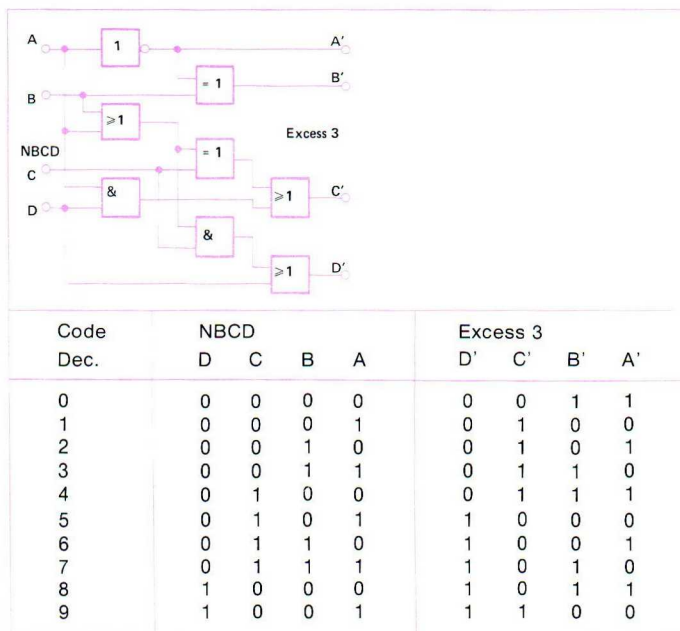 A 1 A'
= 1 B'
B
≥1
Excess 3
NBCD = 1
C
& ≥1 C'
D
&
≥1 D'
Code NBCD Excess 3
Dec. D C B A D' C' B' A'
0 0 0 0 0 0 0 1 1
1 0 0 0 1 0 1 0 0
2 0 0 1 0 0 1 0 1
3 0 0 1 1 0 1 1 0
4 0 1 0 0 0 1 1 1
5 0 1 0 1 1 0 0 0
6 0 1 1 0 1 0 0 1
7 0 1 1 1 1 0 1 0
8 1 0 0 0 1 0 1 1
9 1 0 0 1 1 1 0 0